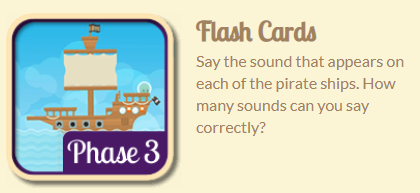 Flash Cards
Say the sound that appears on
each of the pirate ships. How
many sounds can you say
correctly?
Phase 3